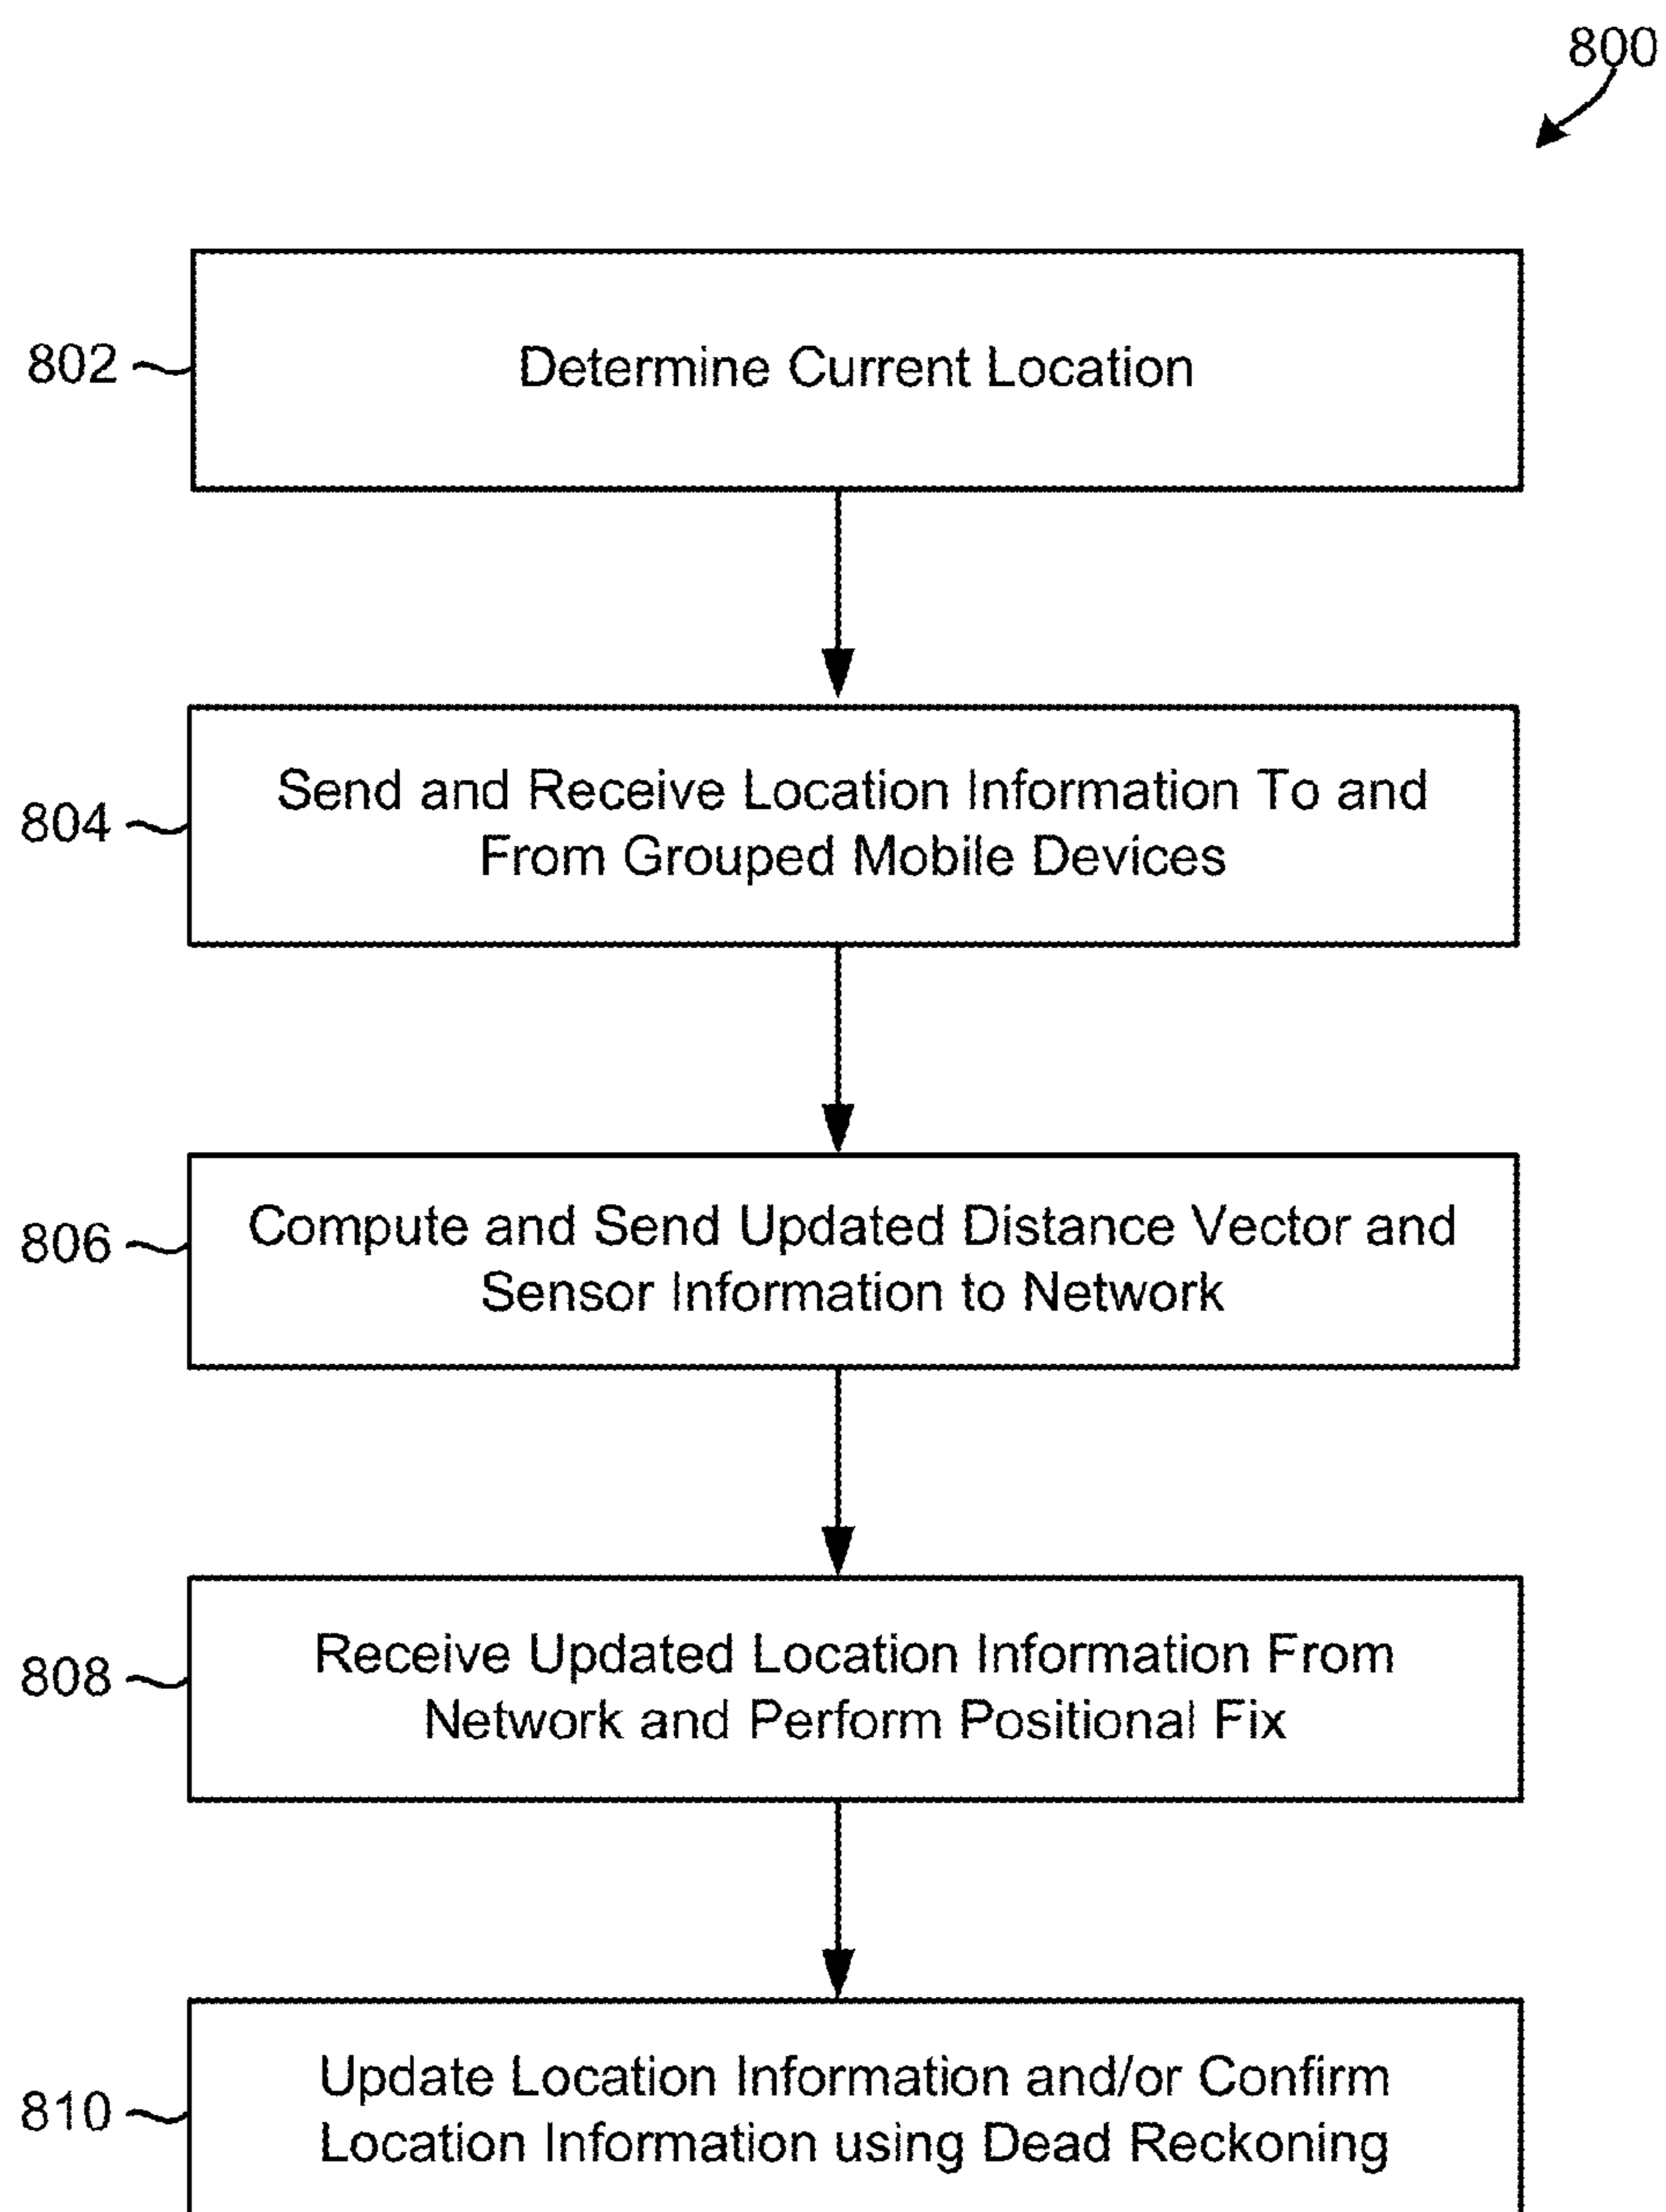 800
802
Determine Current Location
804
Send and Receive Location Information To and
From Grouped Mobile Devices
806
Compute and Send Updated Distance Vector and
Sensor Information to Network
808
Receive Updated Location Information From
Network and Perform Positional Fix
810
Update Location Information and/or Confirm
Location Information using Dead Reckoning